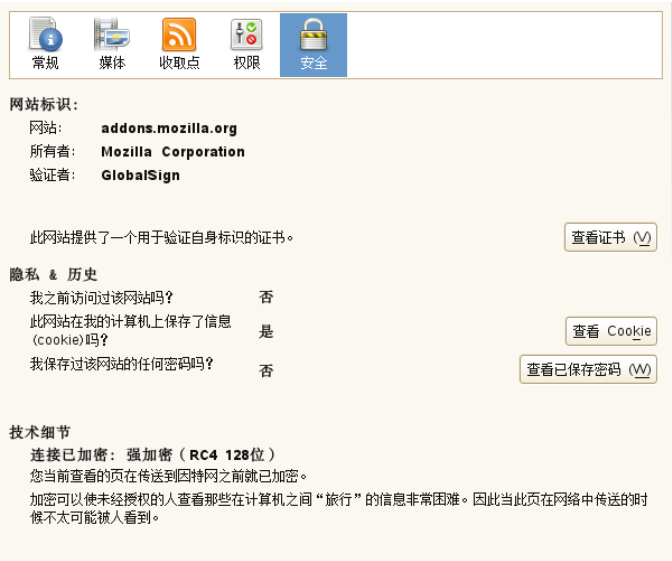 常规 媒体 收取点 权限 安全
网站标识:
网站: addons.mozilla.org
所有者: Mozilla Corporation
验证者: GlobalSign
此网站提供了一个用于验证自身标识的证书。 查看证书 (V)
隐私 & 历史
我之前访问过该网站吗? 否
此网站在我的计算机上保存了信息
(cookie)吗? 是 查看 Cookie
我保存过该网站的任何密码吗? 否 查看已保存密码 (W)
技术细节
连接已加密: 强加密(RC4 128位)
您当前查看的页在传送到因特网之前就已加密。
加密可以使未经授权的人查看那些在计算机之间“旅行”的信息非常困难。因此当此页在网络中传送的时
候不太可能被人看到。